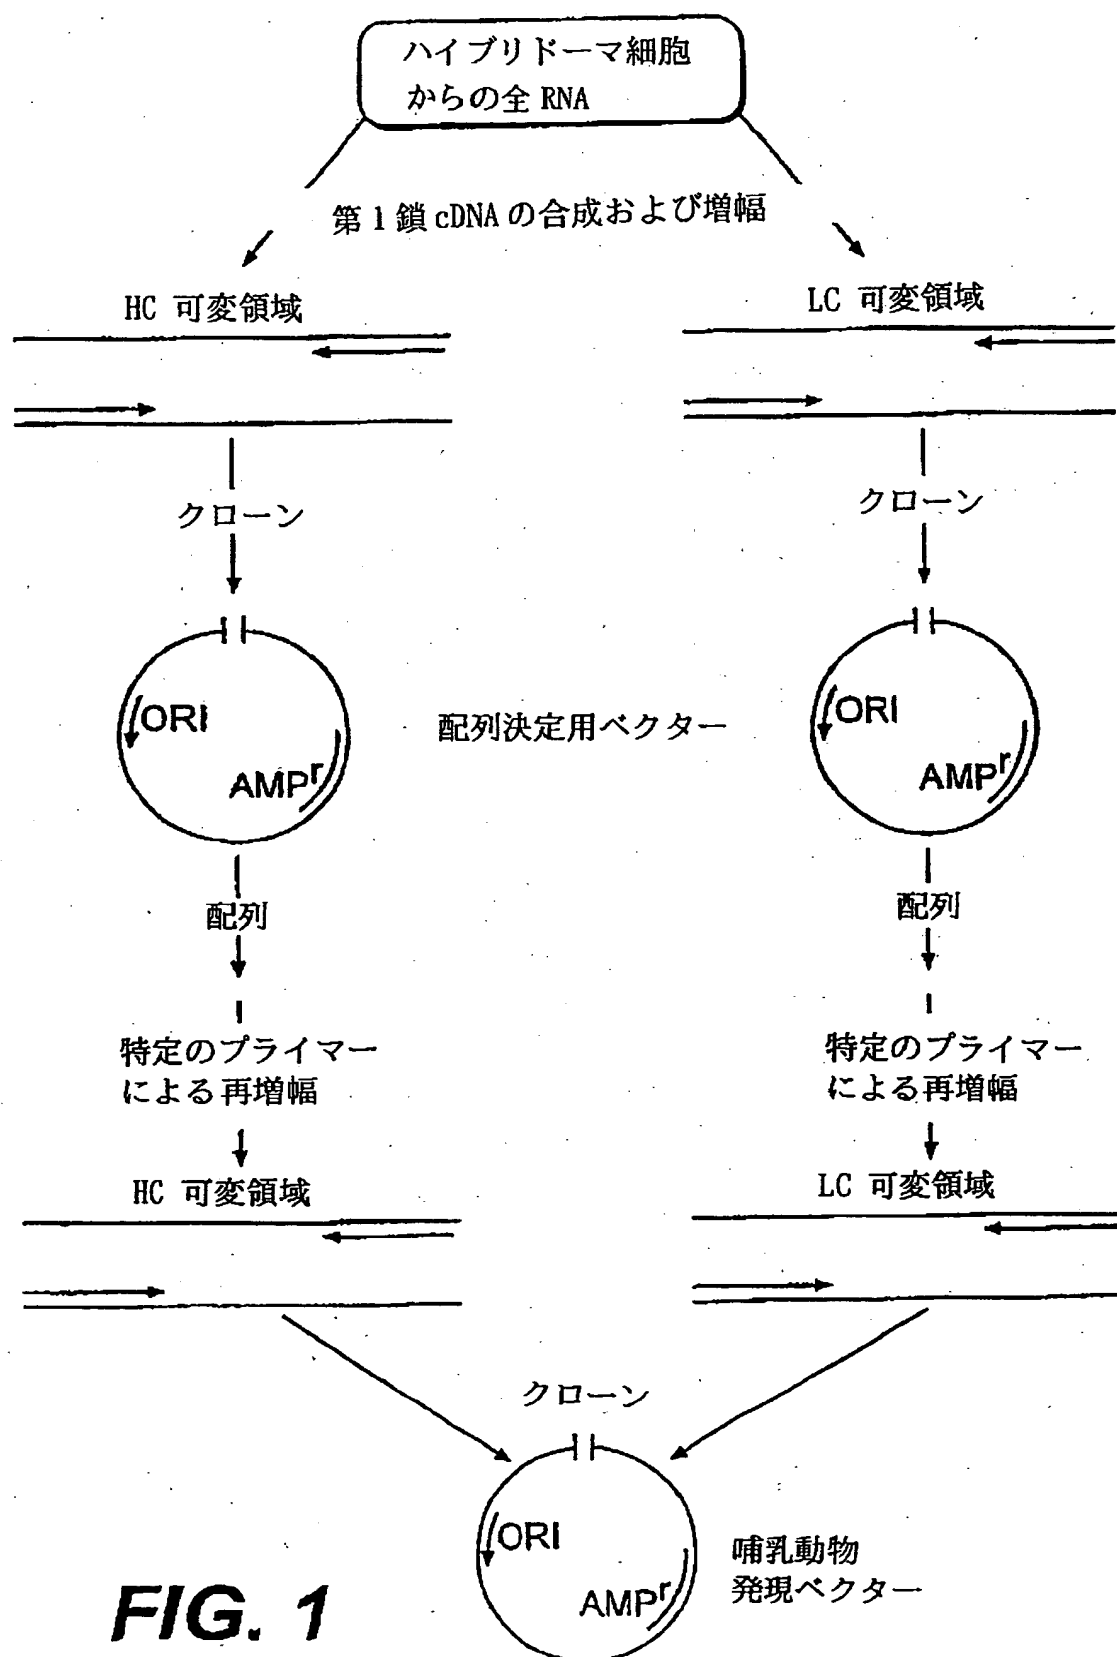 ハイブリドーマ細胞
からの全 RNA
第1鎖 cDNA の合成および増幅
HC 可変領域
LC 可変領域
クローン
クローン
ORI
AMPr
配列決定用ベクター
ORI
AMPr
配列
配列
特定のプライマー
による再増幅
特定のプライマー
による再増幅
HC 可変領域
LC 可変領域
クローン
ORI
AMPr
哺乳動物
発現ベクター
FIG. 1